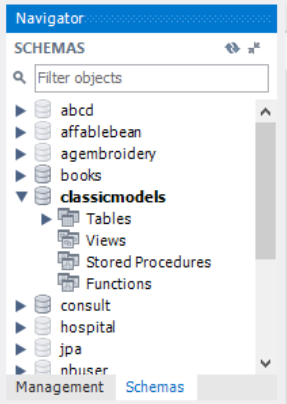 Navigator
SCHEMAS
Filter objects
abcd
affablebean
agembroidery
books
classicmodels
Tables
Views
Stored Procedures
Functions
consult
hospital
jpa
nbuser
Management Schemas